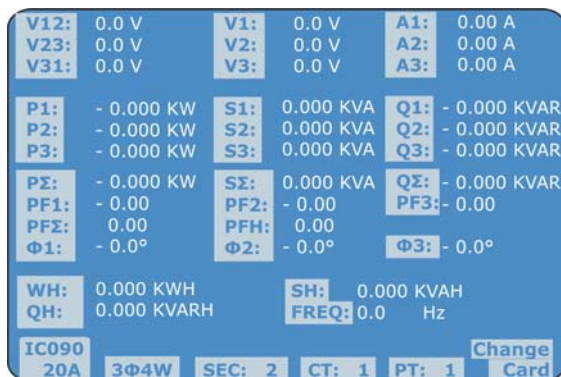 V12: 0.0 V V1: 0.0 V A1: 0.00 A
V23: 0.0 V V2: 0.0 V A2: 0.00 A
V31: 0.0 V V3: 0.0 V A3: 0.00 A
P1: - 0.000 KW S1: 0.000 KVA Q1: - 0.000 KVAR
P2: - 0.000 KW S2: 0.000 KVA Q2: - 0.000 KVAR
P3: - 0.000 KW S3: 0.000 KVA Q3: - 0.000 KVAR
PΣ: - 0.000 KW SΣ: 0.000 KVA QΣ: - 0.000 KVAR
PF1: - 0.00 PF2: - 0.00 PF3: - 0.00
PFΣ: 0.00 PFH: 0.00
Φ1: - 0.0° Φ2: - 0.0° Φ3: - 0.0°
WH: 0.000 KWH SH: 0.000 KVAH
QH: 0.000 KVARH FREQ: 0.0 Hz
IC090 Change
20A 3Φ4W SEC: 2 CT: 1 PT: 1 Card